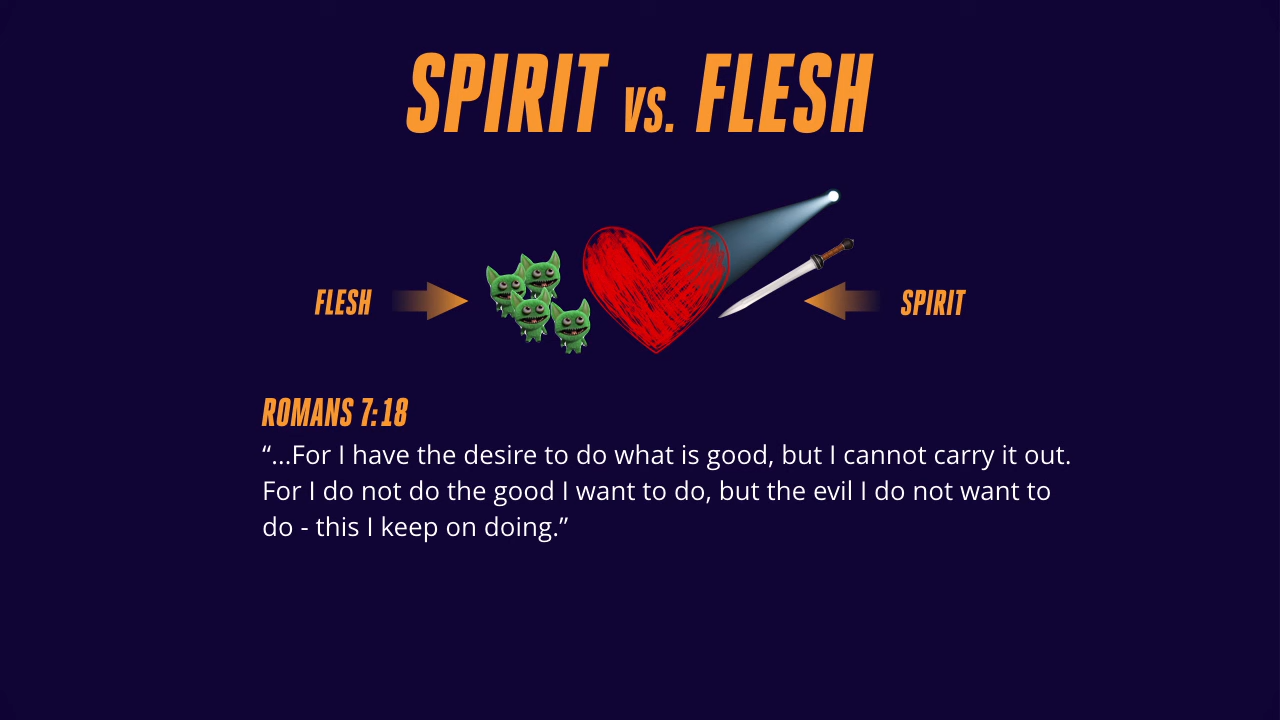 SPIRIT VS. FLESH
FLESH
SPIRIT
ROMANS 7:18
“...For I have the desire to do what is good, but I cannot carry it out.
For I do not do the good I want to do, but the evil I do not want to
do - this I keep on doing.”